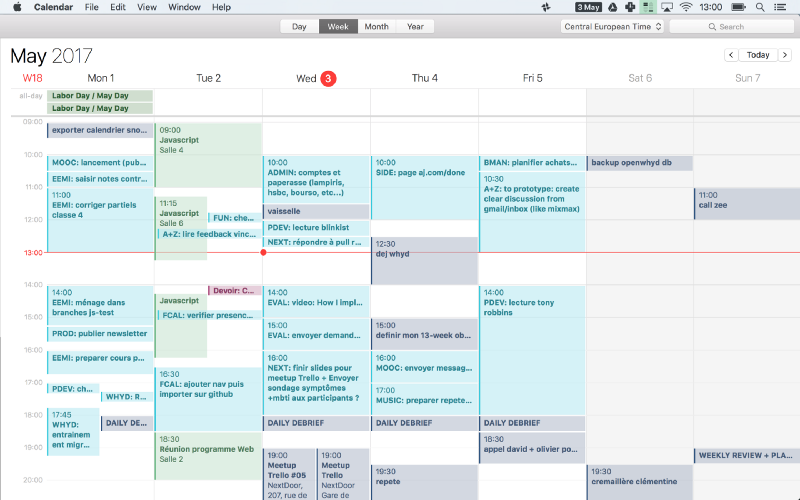 Calendar File Edit View Window Help 3 May 13:00
Day Week Month Year Central European Time Search
May 2017
Today
W18 Mon 1 Tue 2 Wed 3 Thu 4 Fri 5 Sat 6 Sun 7
all-day
Labor Day / May Day
Labor Day / May Day
09:00
10:00
11:00
12:00
13:00
14:00
15:00
16:00
17:00
18:00
19:00
20:00
exporter calendrier sno...
MOOC: lancement (pub...
EEMI: saisir notes contr...
11:00
EEMI: corriger partiels
classe 4
14:00
EEMI: ménage dans
branches js-test
PROD: publier newsletter
EEMI: preparer cours p...
PDEV: ch...
WHYD: R...
17:45
WHYD:
entrainem
ent migr...
DAILY DE...
09:00
Javascript
Salle 4
11:15
Javascript
Salle 6
FUN: che...
A+Z: lire feedback vinc...
Devoir: C...
Javascript
FCAL: verifier presenc...
16:30
FCAL: ajouter nav puis
importer sur github
18:30
Réunion programme Web
Salle 2
10:00
ADMIN: comptes et
paperasse (lampiris,
hsbc, bourso, etc...)
vaisselle
PDEV: lecture blinkist
NEXT: répondre à pull r...
14:00
EVAL: video: How I impl...
15:00
EVAL: envoyer demand...
16:00
NEXT: finir slides pour
meetup Trello + Envoyer
sondage symptômes
+mbti aux participants ?
DAILY DEBRIEF
19:00
Meetup
Trello #05
NextDoor,
207, rue de
19:00
Meetup
Trello
NextDoor
Gare de
10:00
SIDE: page aj.com/done
12:30
dej whyd
15:00
definir mon 13-week ob...
16:00
MOOC: envoyer messag...
17:00
MUSIC: preparer repete...
DAILY DEBRIEF
19:30
repete
BMAN: planifier achats...
10:30
A+Z: to prototype: create
clear discussion from
gmail/inbox (like mixmax)
14:00
PDEV: lecture tony
robbins
DAILY DEBRIEF
18:30
appel david + olivier po...
backup openwhyd db
19:30
cremaillère clémentine
11:00
call zee
WEEKLY REVIEW + PLA...